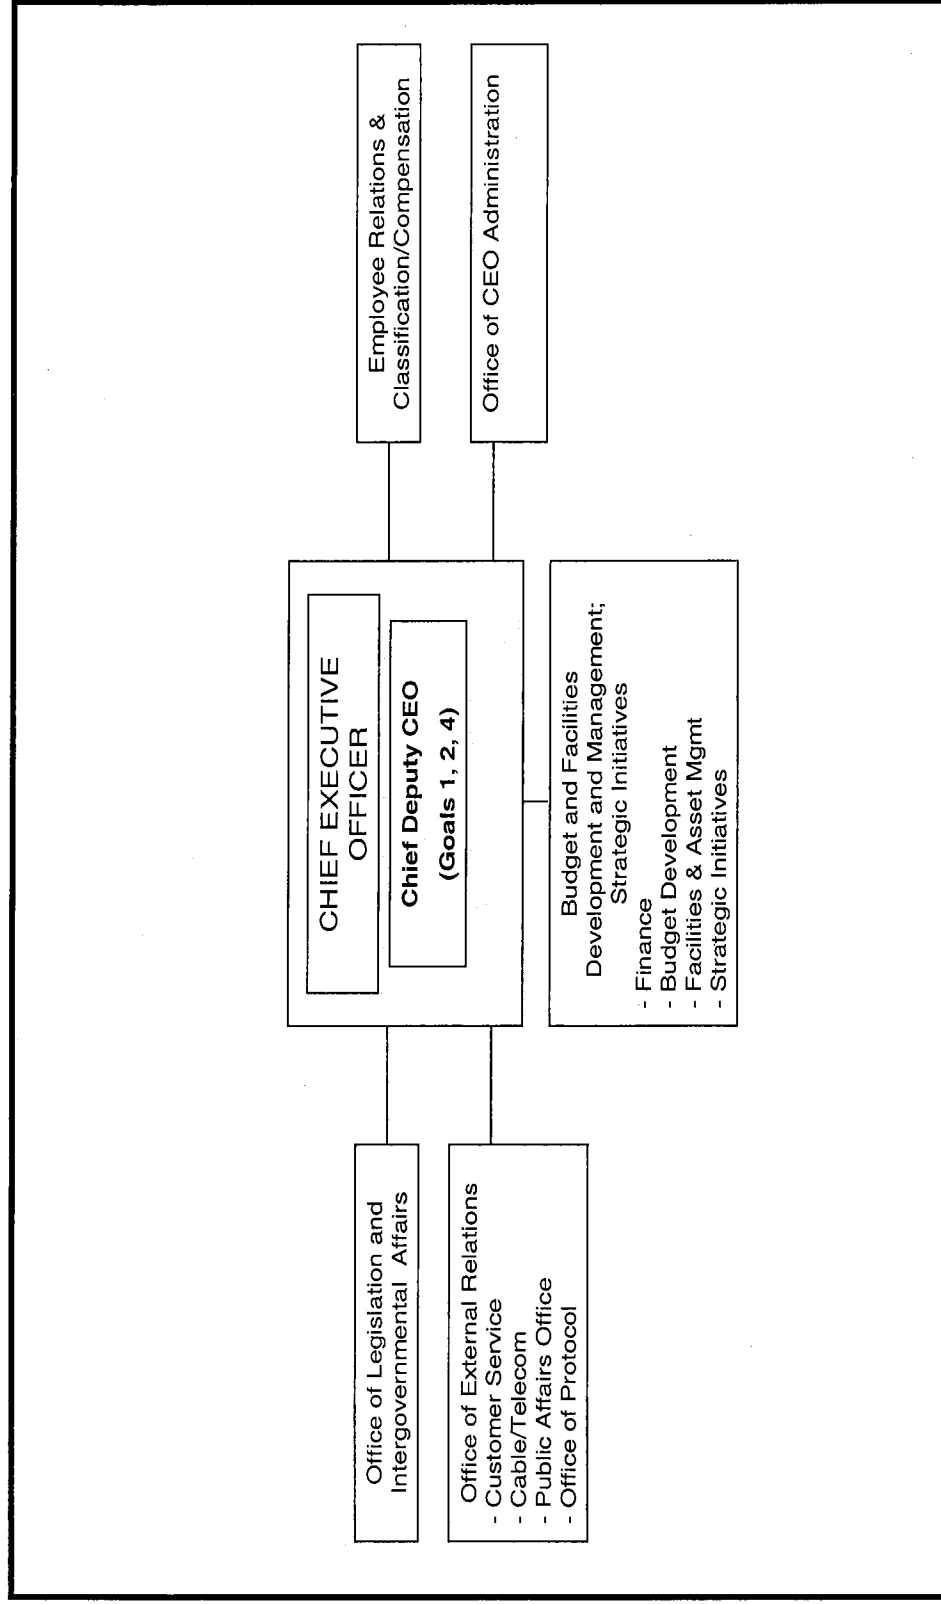 CHIEF EXECUTIVE
OFFICER
Chief Deputy CEO
(Goals 1, 2, 4)
Office of Legislation and
Intergovernmental Affairs
Office of External Relations
- Customer Service
- Cable/Telecom
- Public Affairs Office
- Office of Protocol
Budget and Facilities
Development and Management;
Strategic Initiatives
- Finance
- Budget Development
- Facilities & Asset Mgmt
- Strategic Initiatives
Employee Relations &
Classification/Compensation
Office of CEO Administration